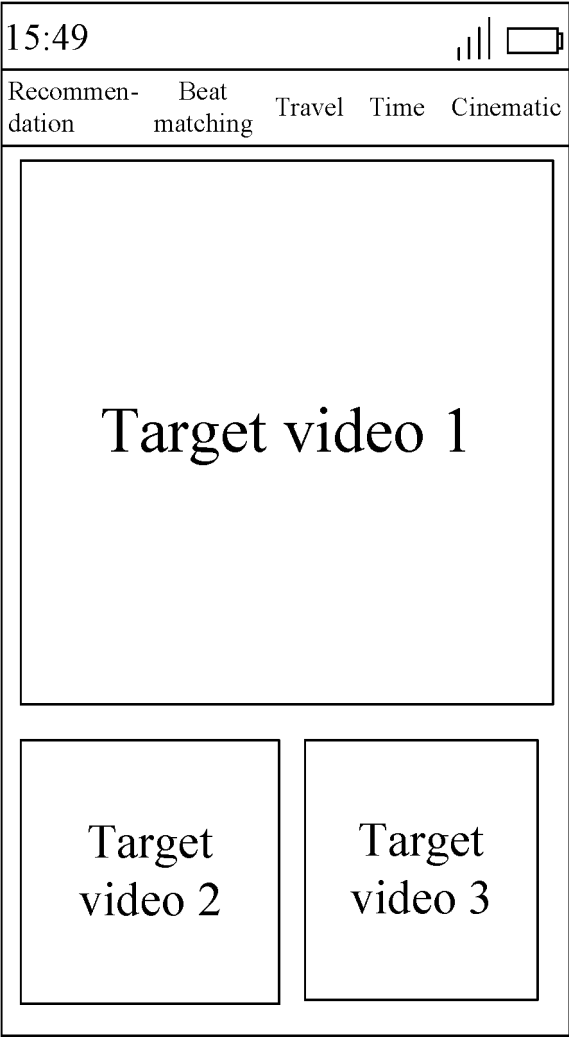 15:49
Recommen-
dation
Beat
matching
Travel
Time
Cinematic
Target video 1
Target
video 2
Target
video 3